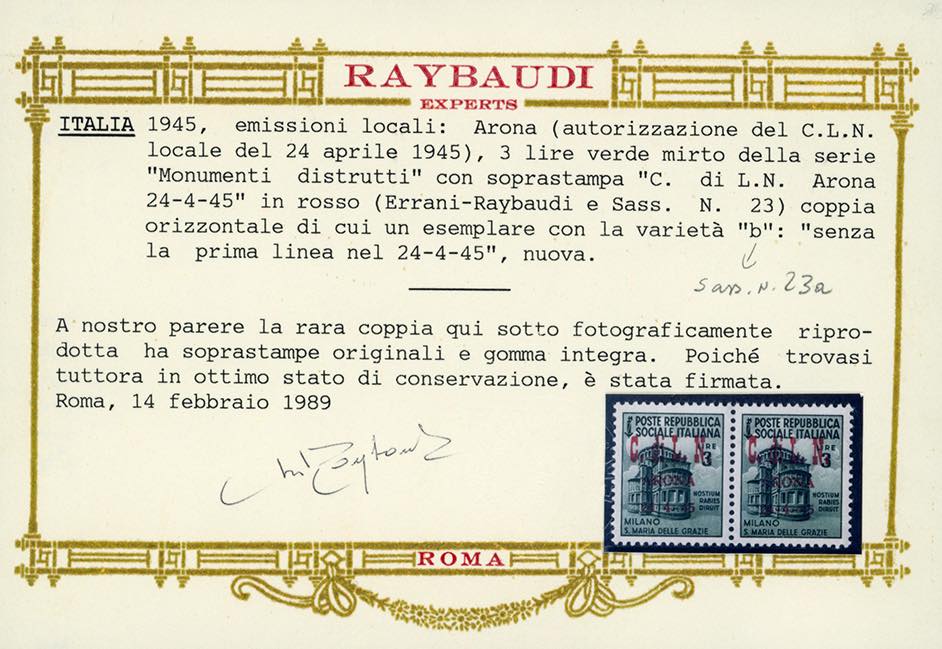 RAYBAUDI
EXPERTS
ITALIA 1945, emissioni locali: Arona (autorizzazione del C.L.N.
locale del 24 aprile 1945), 3 lire verde mirto della serie
"Monumenti distrutti" con soprastampa "C. di L.N. Arona
24-4-45" in rosso (Errani-Raybaudi e Sass. N. 23) coppia
orizzontale di cui un esemplare con la varietà "b": "senza
la prima linea nel 24-4-45", nuova.
Sass. N. 23a
A nostro parere la rara coppia qui sotto fotograficamente ripro-
dotta ha soprastampe originali e gomma integra. Poiché trovasi
tuttora in ottimo stato di conservazione, è stata firmata.
Roma, 14 febbraio 1989
POSTE REPUBBLICA POSTE REPUBBLICA
SOCIALE ITALIANA SOCIALE ITALIANA
3 3
ARONA ARONA
HOSTIUM HOSTIUM
RABIES RABIES
DIRUIT DIRUIT
MILANO MILANO
S. MARIA DELLE GRAZIE S. MARIA DELLE GRAZIE
ROMA